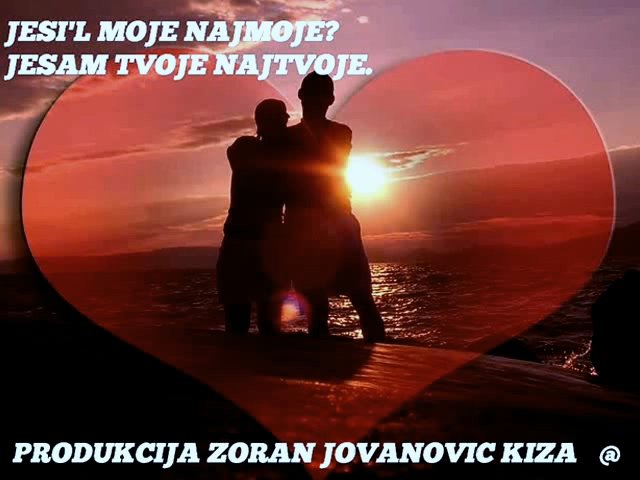 JESI'L MOJE NAJMOJE?
JESAM TVOJE NAJTVOJE.
PRODUKCIJA ZORAN JOVANOVIC KIZA @